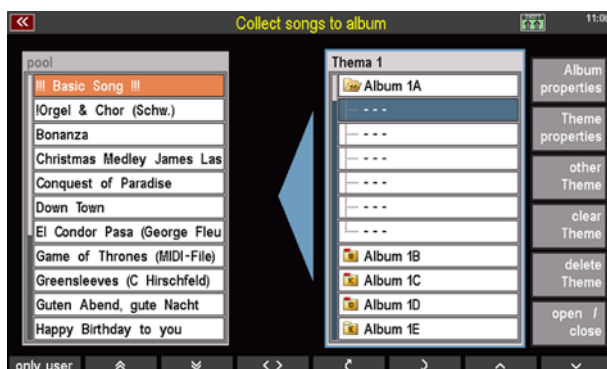 Collect songs to album
11:0
pool
!!! Basic Song !!!
!Orgel & Chor (Schw.)
Bonanza
Christmas Medley James Las
Conquest of Paradise
Down Town
El Condor Pasa (George Fleu
Game of Thrones (MIDI-File)
Greensleeves (C Hirschfeld)
Guten Abend, gute Nacht
Happy Birthday to you
Thema 1
Album 1A
- - -
- - -
- - -
- - -
- - -
- - -
Album 1B
Album 1C
Album 1D
Album 1E
Album
properties
Theme
properties
other
Theme
clear
Theme
delete
Theme
open /
close
only user